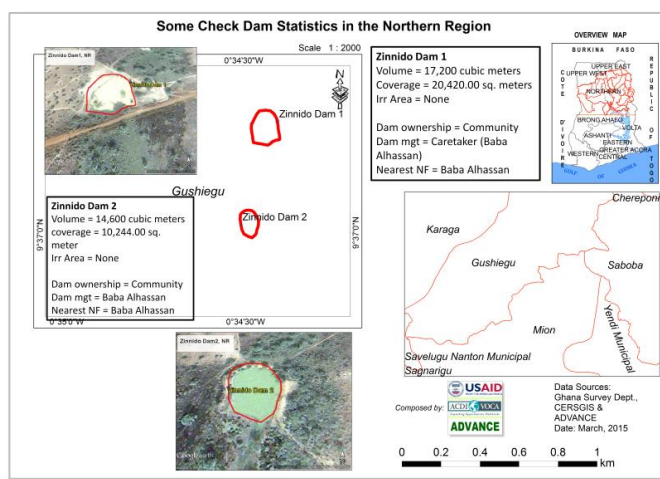 Some Check Dam Statistics in the Northern Region
Scale 1 : 2000
0°34'30"W
Zinnido Dam1, NR
Zinnido Dam 1
N
Zinnido Dam 1
Gushiegu
Zinnido Dam 2
9°37'0"N
9°37'0"N
Zinnido Dam 2
Volume = 14,600 cubic meters
coverage = 10,244.00 sq.
meter
Irr Area = None
Dam ownership = Community
Dam mgt = Baba Alhassan
Nearest NF = Baba Alhassan
0°35'0"W
0°34'30"W
Zinnido Dam 1
Volume = 17,200 cubic meters
Coverage = 20,420.00 sq. meters
Irr Area = None
Dam ownership = Community
Dam mgt = Caretaker (Baba
Alhassan)
Nearest NF = Baba Alhassan
OVERVIEW MAP
BURKINA FASO
UPPER EAST
UPPER WEST
NORTHERN
BRONG AHAFO
VOLTA
ASHANTI
EASTERN
GREATER ACCRA
WESTERN
CENTRAL
COTE
D'IVOIRE
REPUBLIC
OF
TOGO
GULF OF GUINEA
Chereponi
Karaga
Gushiegu
Saboba
Mion
Yendi Municipal
Savelugu Nanton Municipal
Sagnarigu
Zinnido Dam2, NR
Zinnido Dam 2
Google earth
Composed by:
USAID
ACDI VOCA
ADVANCE
Data Sources:
Ghana Survey Dept.,
CERSGIS &
ADVANCE
Date: March, 2015
0 0.2 0.4 0.6 0.8 1
km